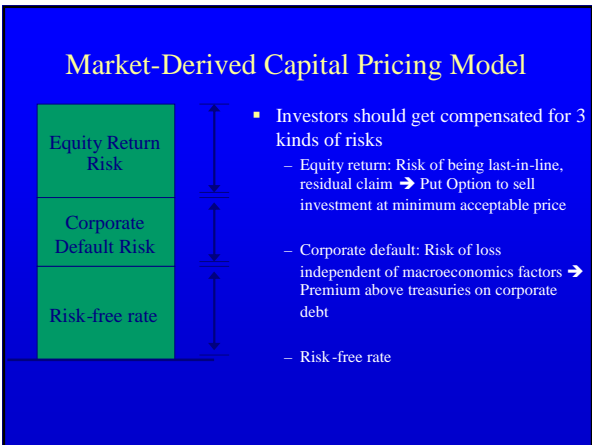 Market-Derived Capital Pricing Model
Equity Return
Risk
Corporate
Default Risk
Risk-free rate
▪ Investors should get compensated for 3
kinds of risks
– Equity return: Risk of being last-in-line,
residual claim ➔ Put Option to sell
investment at minimum acceptable price
– Corporate default: Risk of loss
independent of macroeconomics factors ➔
Premium above treasuries on corporate
debt
– Risk-free rate